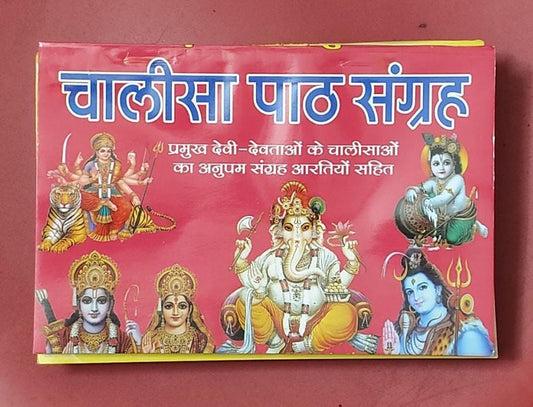 चालीसा पाठ संग्रह
प्रमुख देवी-देवताओं के चालीसाओं
का अनुपम संग्रह आरतियों सहित